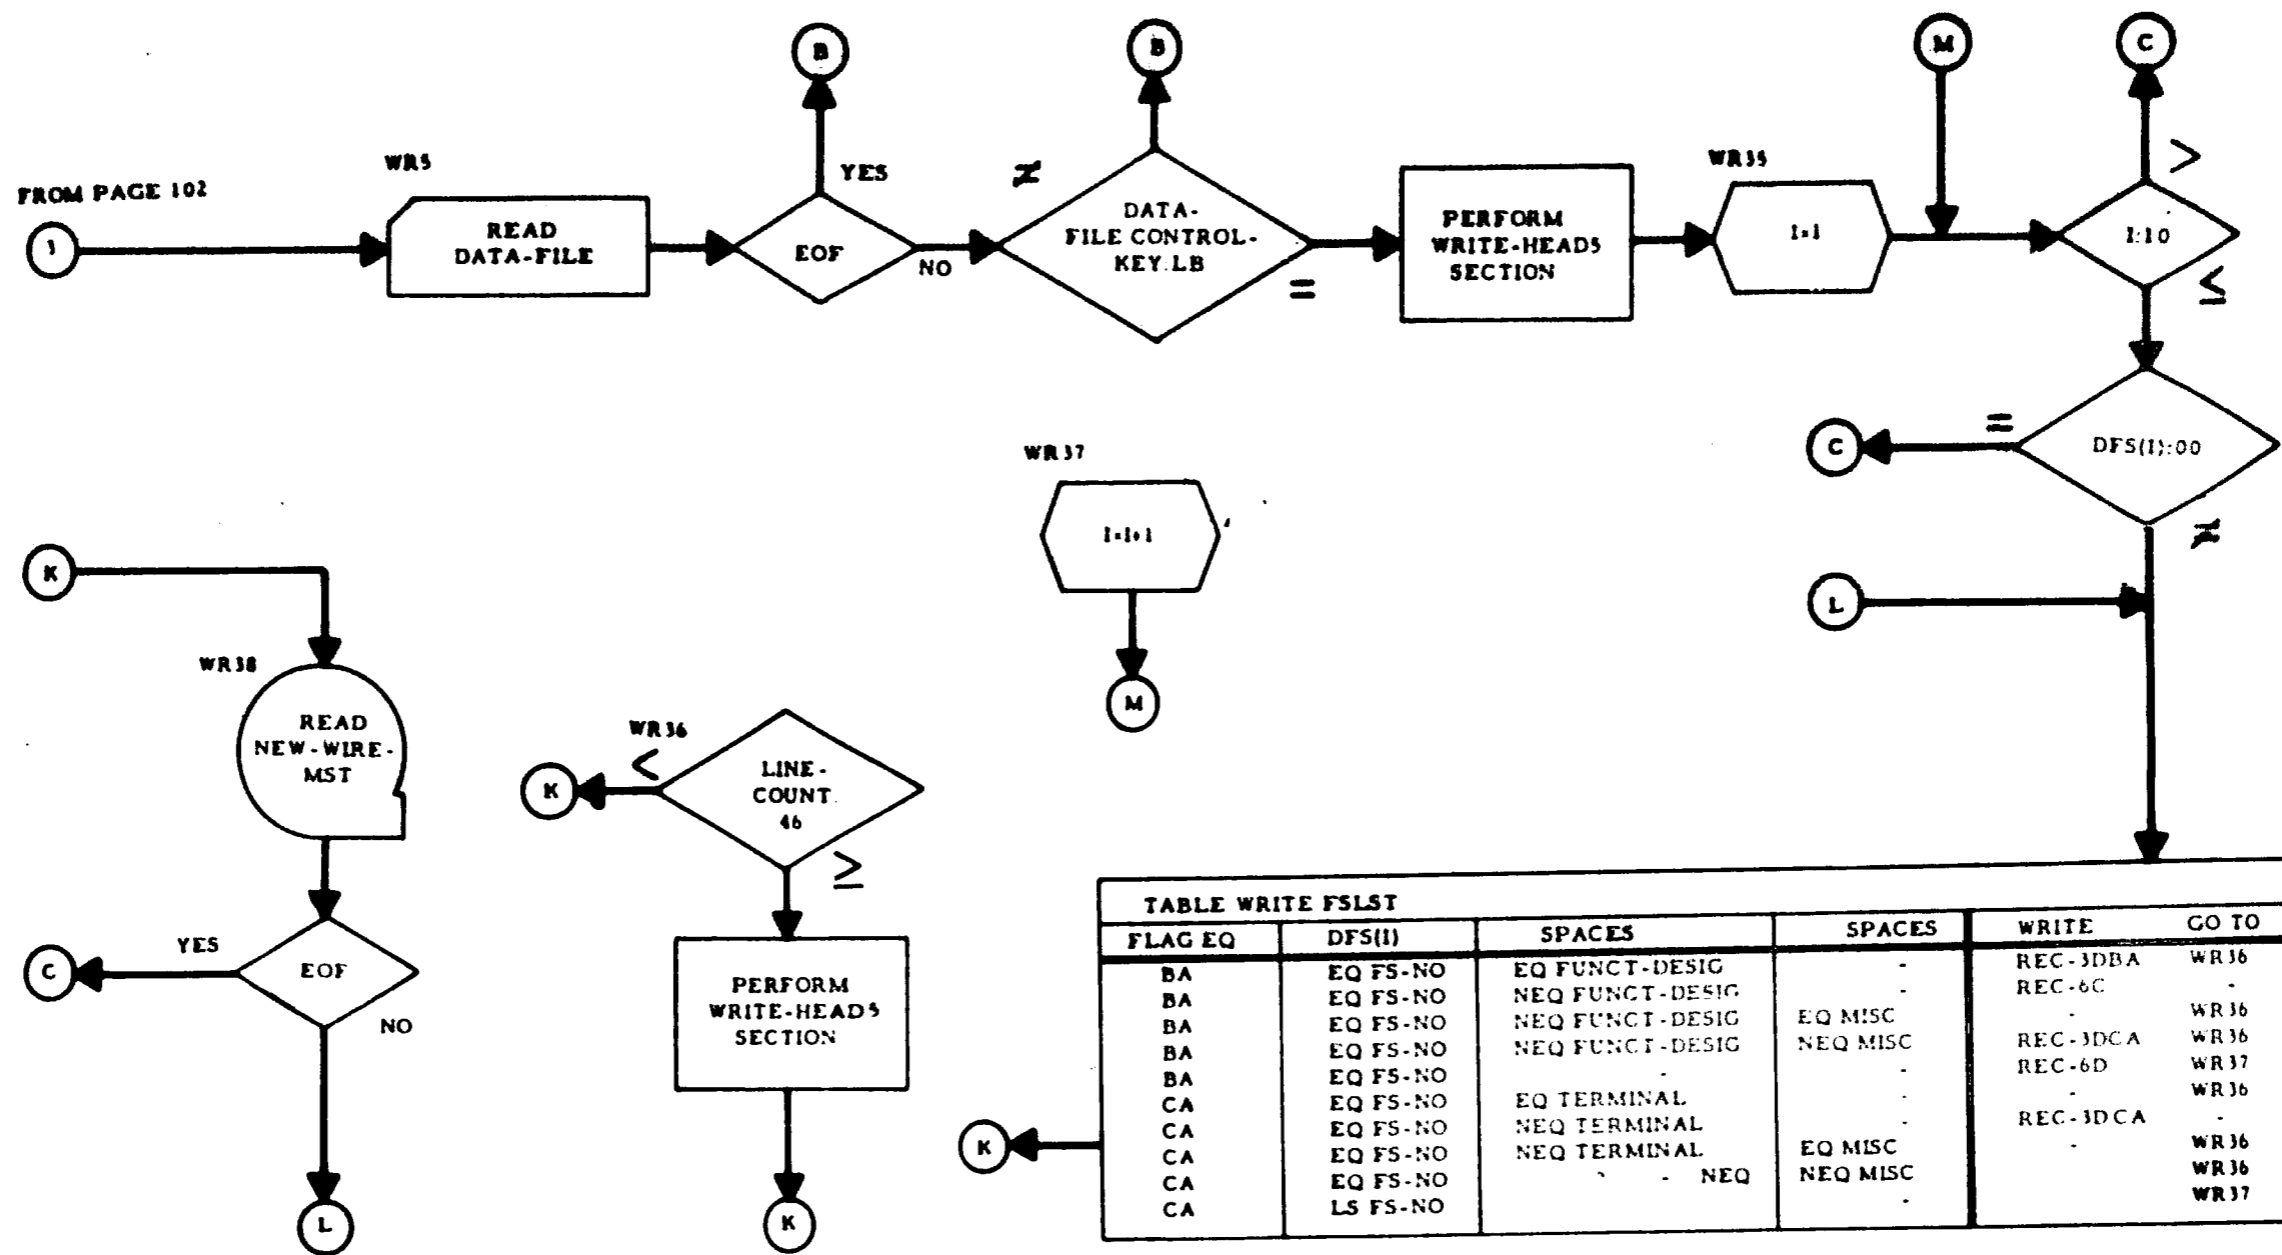 B
B
M
C
WR5
YES
≠
WR35
>
FROM PAGE 102
J
READ
DATA-FILE
EOF
NO
DATA-
FILE CONTROL-
KEY:LB
=
PERFORM
WRITE-HEAD5
SECTION
I=1
I:10
≤
C
=
DFS(I):00
≠
WR37
I=I+1
M
L
K
WR38
READ
NEW-WIRE-
MST
EOF
YES
NO
C
L
WR36
<
K
LINE-
COUNT:
46
≥
PERFORM
WRITE-HEAD5
SECTION
K
K
TABLE WRITE FSLST
FLAG EQ DFS(I) SPACES SPACES WRITE GO TO
BA EQ FS-NO EQ FUNCT-DESIG - REC-3DBA WR36
BA EQ FS-NO NEQ FUNCT-DESIG - REC-6C -
BA EQ FS-NO NEQ FUNCT-DESIG EQ MISC - WR36
BA EQ FS-NO NEQ FUNCT-DESIG NEQ MISC REC-3DCA WR36
BA EQ FS-NO - - REC-6D WR37
CA EQ FS-NO EQ TERMINAL - - WR36
CA EQ FS-NO NEQ TERMINAL - REC-3DCA -
CA EQ FS-NO NEQ TERMINAL EQ MISC - WR36
CA EQ FS-NO - NEQ NEQ MISC WR36
CA LS FS-NO - WR37